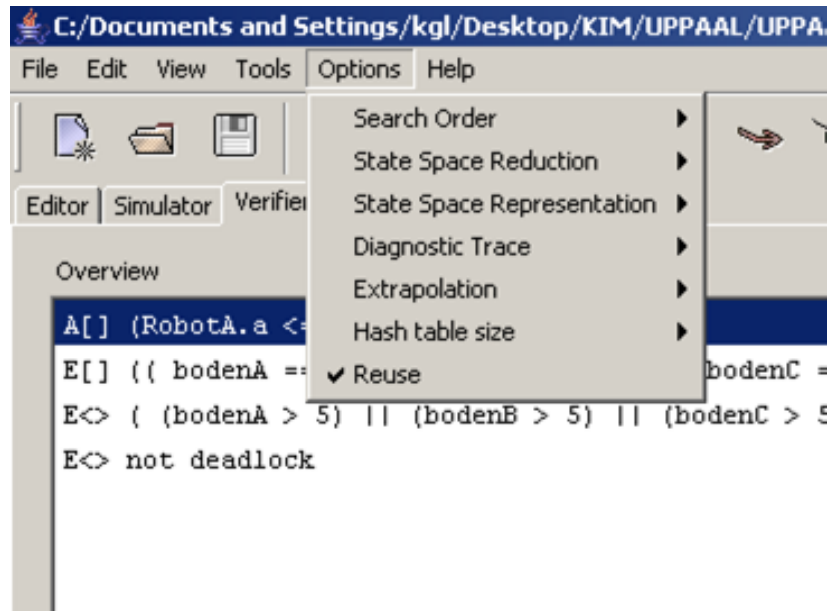 C:/Documents and Settings/kgl/Desktop/KIM/UPPAAL/UPPA
File Edit View Tools Options Help
Search Order
State Space Reduction
Editor Simulator Verifier State Space Representation
Diagnostic Trace
Overview
Extrapolation
A[] (RobotA.a < Hash table size
E[] (( bodenA == Reuse bodenC =
E<> ( (bodenA > 5) || (bodenB > 5) || (bodenC > 5
E<> not deadlock